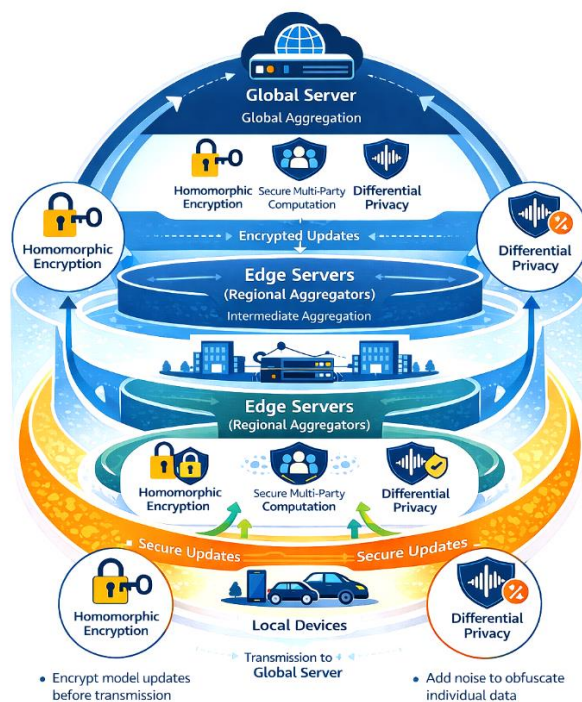 Global Server
Global Aggregation
Homomorphic
Encryption
Secure Multi-Party
Computation
Differential
Privacy
Encrypted Updates
Homomorphic
Encryption
Differential
Privacy
Edge Servers
(Regional Aggregators)
Intermediate Aggregation
Edge Servers
(Regional Aggregators)
Homomorphic
Encryption
Secure Multi-Party
Computation
Differential
Privacy
Secure Updates
Secure Updates
Homomorphic
Encryption
Local Devices
Differential
Privacy
Transmission to
Global Server
• Encrypt model updates
before transmission
• Add noise to obfuscate
individual data